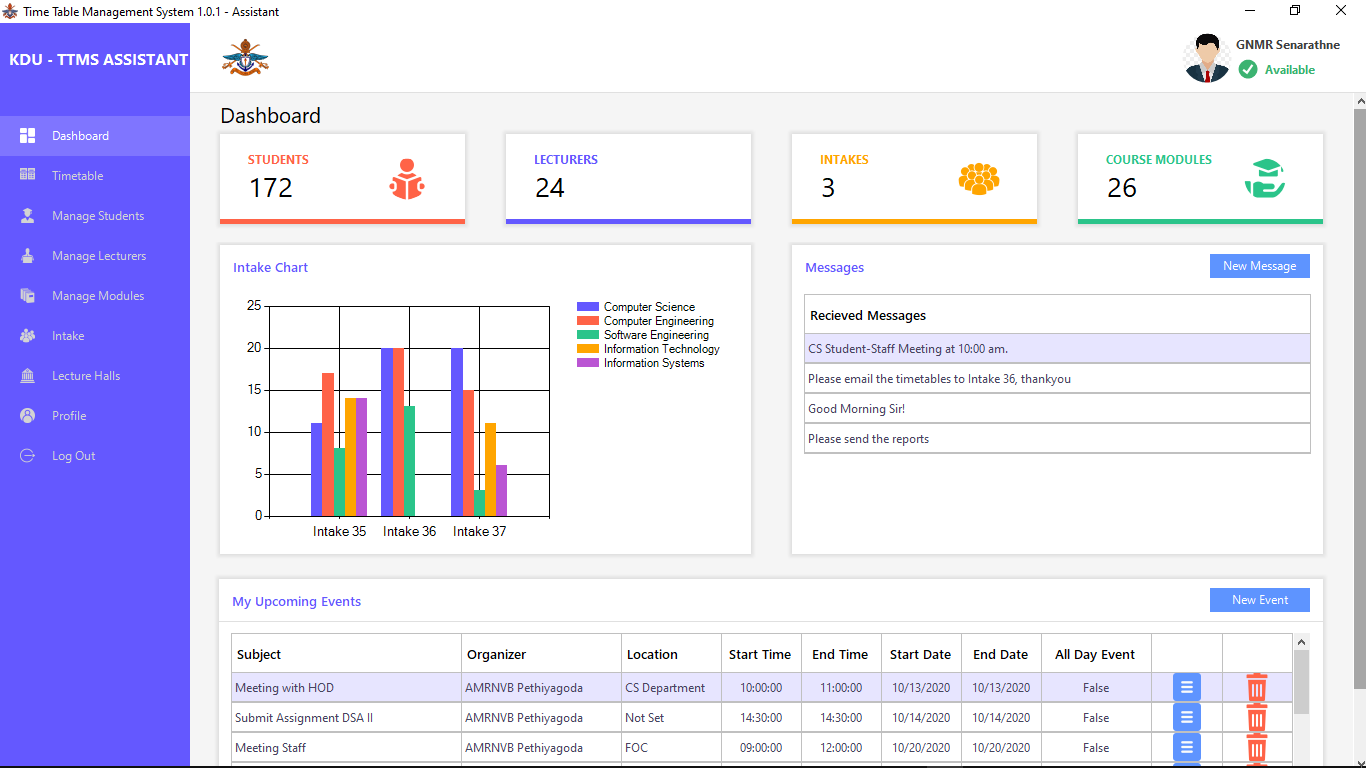 Time Table Management System 1.0.1 - Assistant
KDU - TTMS ASSISTANT
GNMR Senarathne
Available
Dashboard
Timetable
Manage Students
Manage Lecturers
Manage Modules
Intake
Lecture Halls
Profile
Log Out
Dashboard
STUDENTS
172
LECTURERS
24
INTAKES
3
COURSE MODULES
26
Intake Chart
25
20
15
10
5
0
Intake 35 Intake 36 Intake 37
Computer Science
Computer Engineering
Software Engineering
Information Technology
Information Systems
Messages
New Message
Recieved Messages
CS Student-Staff Meeting at 10:00 am.
Please email the timetables to Intake 36, thankyou
Good Morning Sir!
Please send the reports
My Upcoming Events
New Event
Subject Organizer Location Start Time End Time Start Date End Date All Day Event
Meeting with HOD AMRNVB Pethiyagoda CS Department 10:00:00 11:00:00 10/13/2020 10/13/2020 False
Submit Assignment DSA II AMRNVB Pethiyagoda Not Set 14:30:00 14:30:00 10/14/2020 10/14/2020 False
Meeting Staff AMRNVB Pethiyagoda FOC 09:00:00 12:00:00 10/20/2020 10/20/2020 False